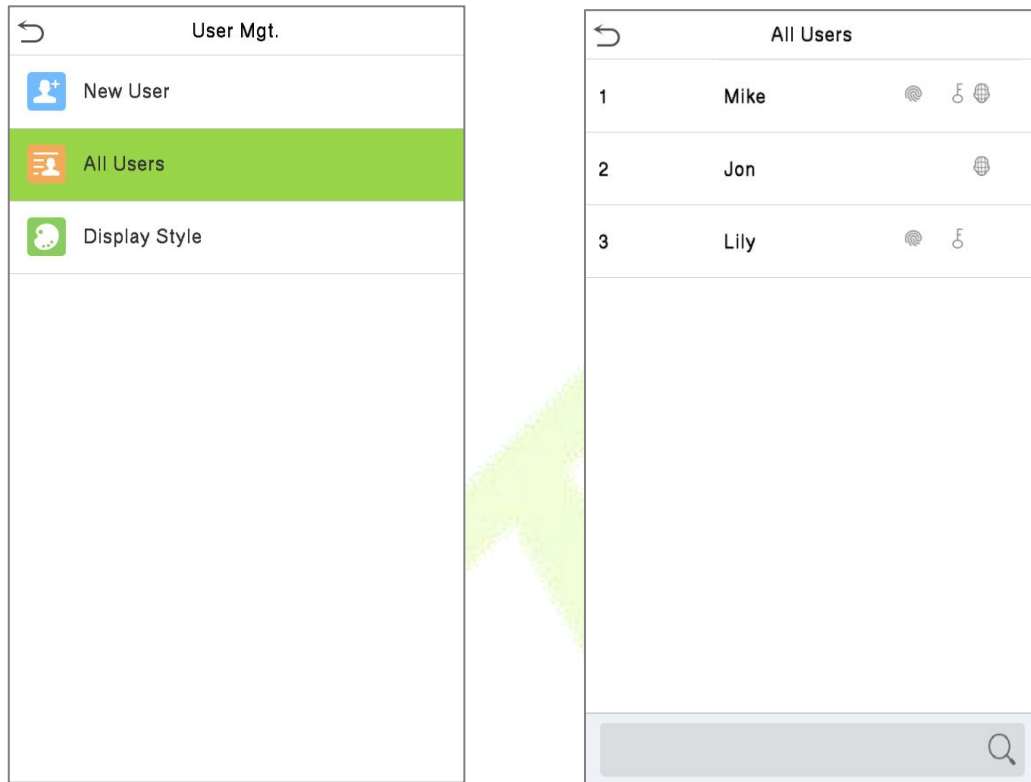 User Mgt.
New User
All Users
Display Style
All Users
1 Mike
2 Jon
3 Lily